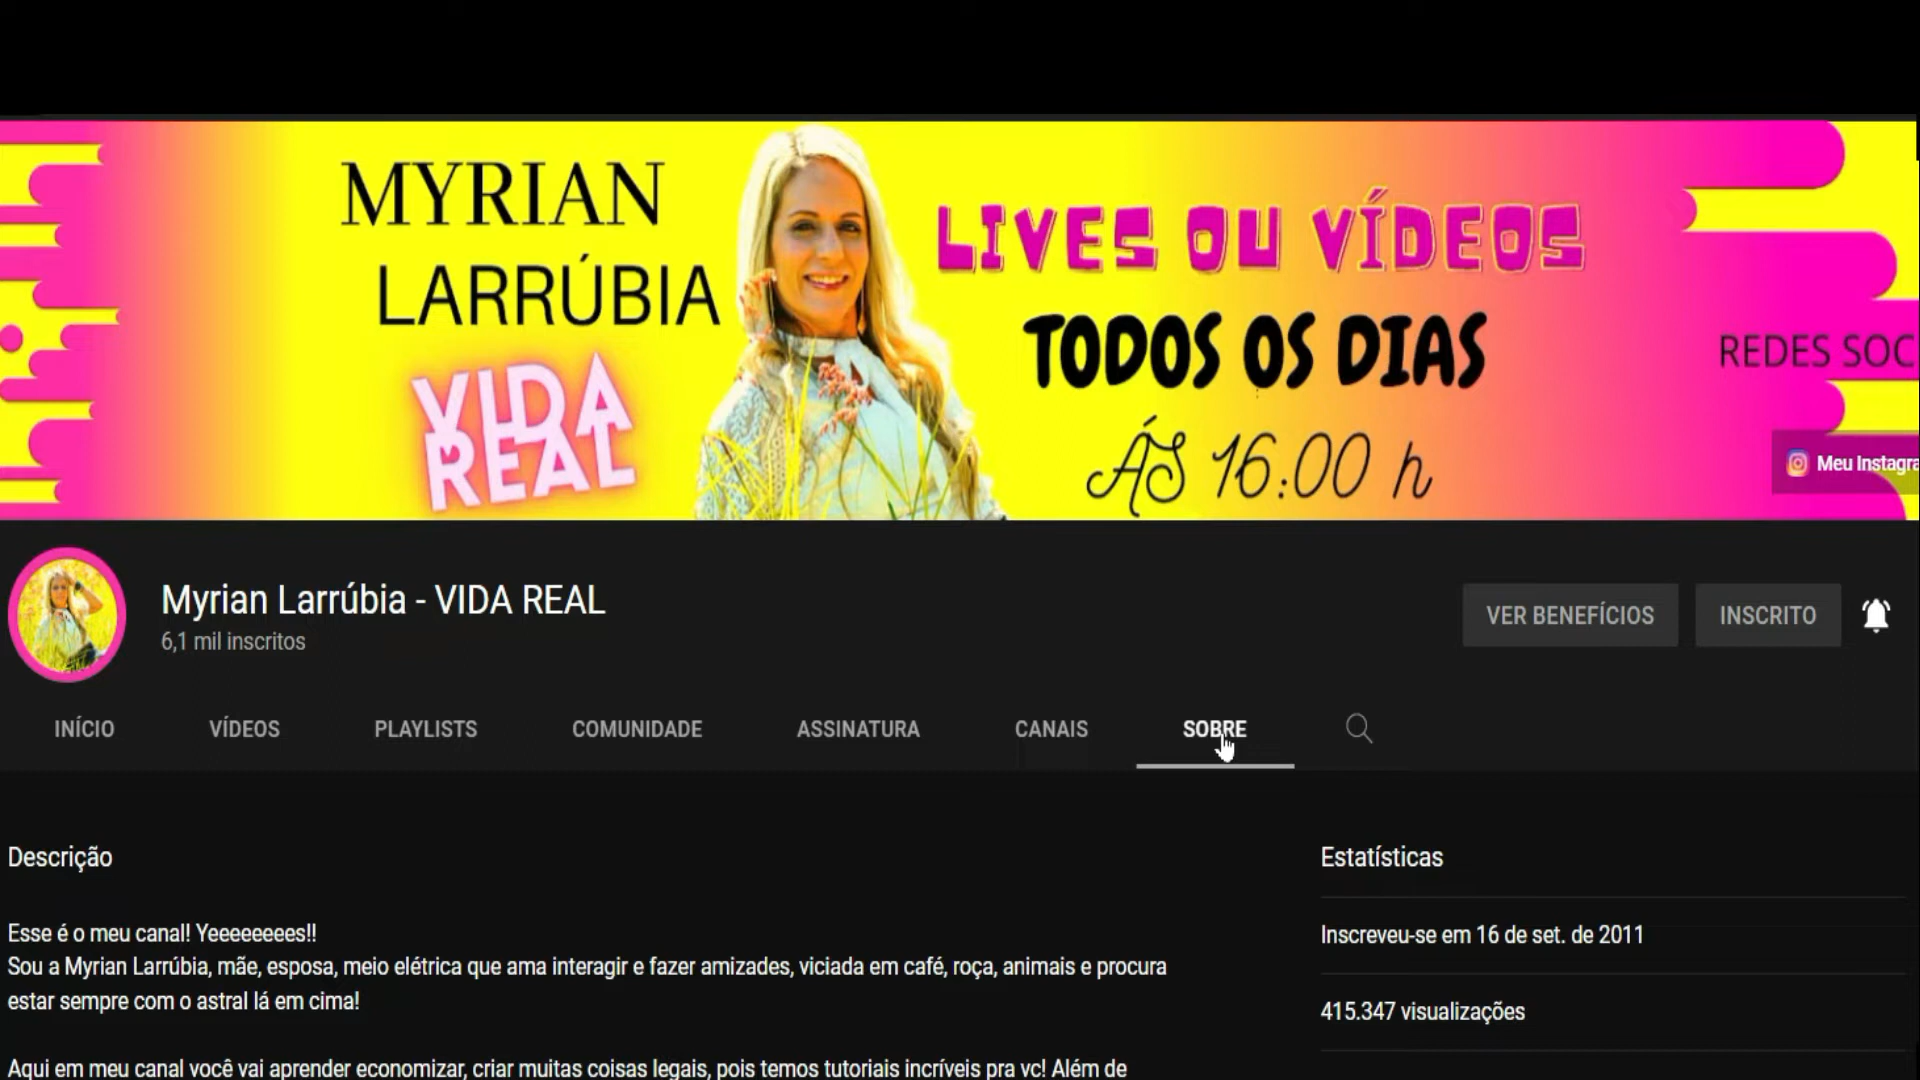 MYRIAN
LARRÚBIA
VIDA
REAL
LIVES OU VÍDEOS
TODOS OS DIAS
ÁS 16:00 h
REDES SOC
Meu Instagra
Myrian Larrúbia - VIDA REAL
6,1 mil inscritos
VER BENEFÍCIOS
INSCRITO
INÍCIO
VÍDEOS
PLAYLISTS
COMUNIDADE
ASSINATURA
CANAIS
SOBRE
Descrição
Esse é o meu canal! Yeeeeeeees!!
Sou a Myrian Larrúbia, mãe, esposa, meio elétrica que ama interagir e fazer amizades, viciada em café, roça, animais e procura
estar sempre com o astral lá em cima!
Aqui em meu canal você vai aprender economizar, criar muitas coisas legais, pois temos tutoriais incríveis pra vc! Além de
Estatísticas
Inscreveu-se em 16 de set. de 2011
415.347 visualizações